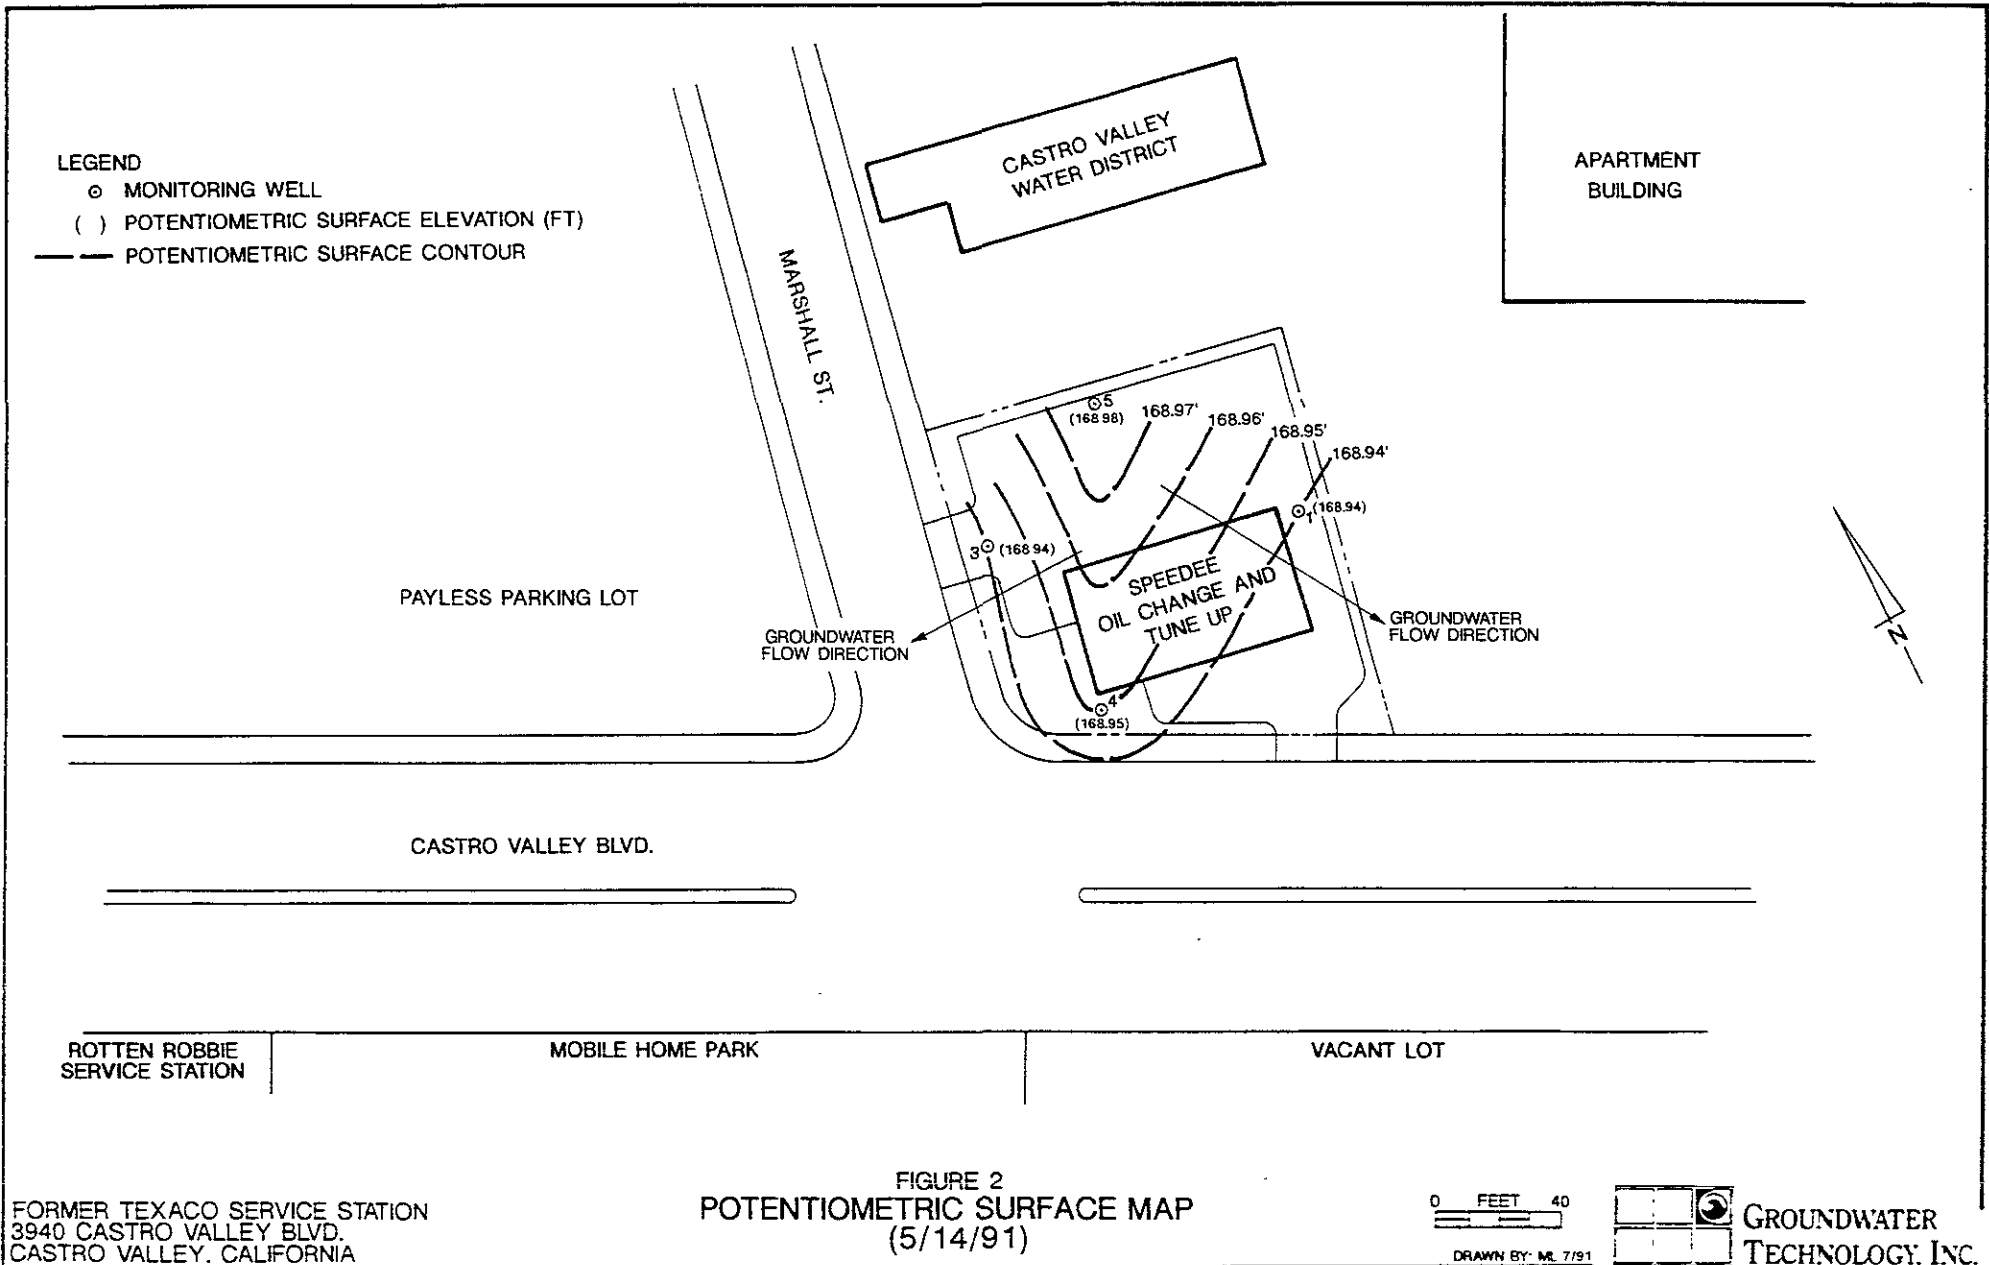 LEGEND
MONITORING WELL
( ) POTENTIOMETRIC SURFACE ELEVATION (FT)
POTENTIOMETRIC SURFACE CONTOUR
CASTRO VALLEY
WATER DISTRICT
APARTMENT
BUILDING
MARSHALL ST.
5
(168.98)
168.97'
168.96'
168.95'
168.94'
1
(168.94)
3
(168.94)
SPEEDEE
OIL CHANGE AND
TUNE UP
4
(168.95)
PAYLESS PARKING LOT
GROUNDWATER
FLOW DIRECTION
GROUNDWATER
FLOW DIRECTION
N
CASTRO VALLEY BLVD.
ROTTEN ROBBIE
SERVICE STATION
MOBILE HOME PARK
VACANT LOT
FORMER TEXACO SERVICE STATION
3940 CASTRO VALLEY BLVD.
CASTRO VALLEY, CALIFORNIA
FIGURE 2
POTENTIOMETRIC SURFACE MAP
(5/14/91)
0 FEET 40
DRAWN BY: ML 7/91
GROUNDWATER
TECHNOLOGY, INC.